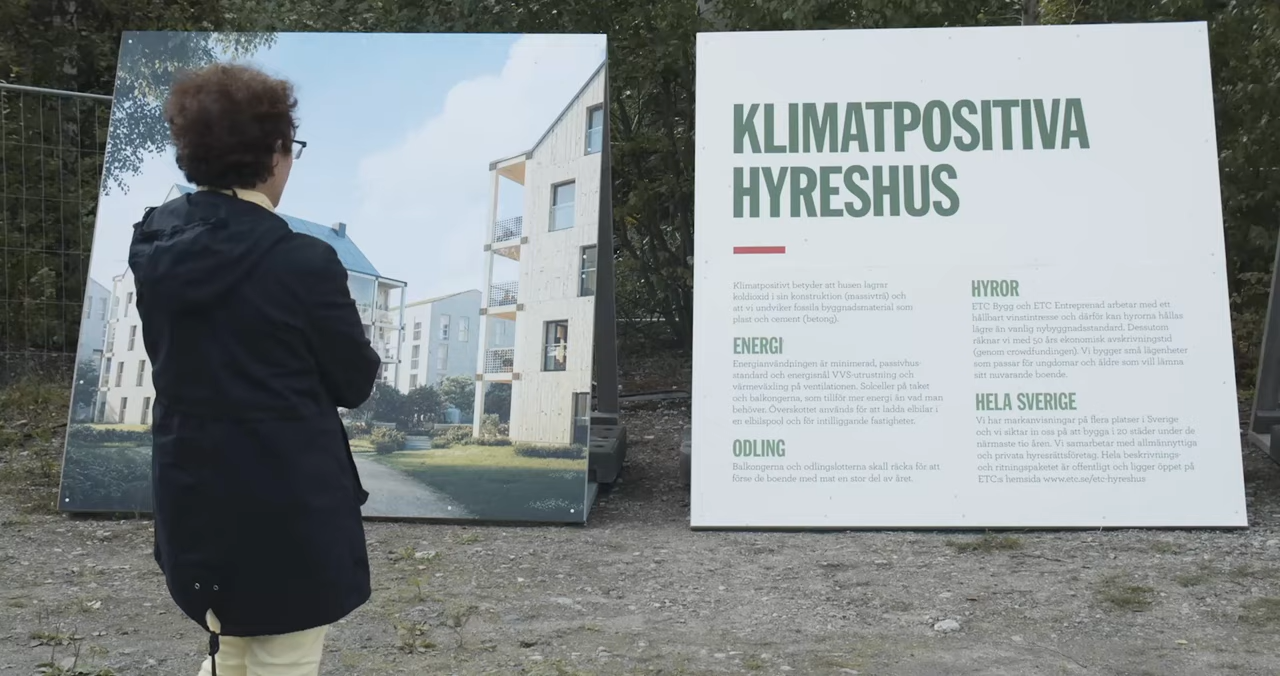 KLIMATPOSITIVA
HYRESHUS
Klimatpositivt betyder att husen lagrar
koldioxid i sin konstruktion (massivträ) och
att vi undviker fossila byggnadsmaterial som
plast och cement (betong).
ENERGI
Energianvändningen är minimerad, passivhus-
standard och energisnål VVS-utrustning och
värmeväxling på ventilationen. Solceller på taket
och balkongerna, som tillför mer energi än vad man
behöver. Överskottet används för att ladda elbilar i
en elbilspool och för intilliggande fastigheter.
ODLING
Balkongerna och odlingslotterna skall räcka för att
förse de boende med mat en stor del av året.
HYROR
ETC Bygg och ETC Entreprenad arbetar med ett
hållbart vinstintresse och därför kan hyrorna hållas
lägre än vanlig nybyggnadsstandard. Dessutom
räknar vi med 50 års ekonomisk avskrivningstid
(genom crowdfundingen). Vi bygger små lägenheter
som passar för ungdomar och äldre som vill lämna
sitt nuvarande boende.
HELA SVERIGE
Vi har markanvisningar på flera platser i Sverige
och vi siktar in oss på att bygga i 20 städer under de
närmaste tio åren. Vi samarbetar med allmännyttiga
och privata hyresrättsföretag. Hela beskrivnings-
och ritningspaketet är offentligt och ligger öppet på
ETC:s hemsida www.etc.se/etc-hyreshus